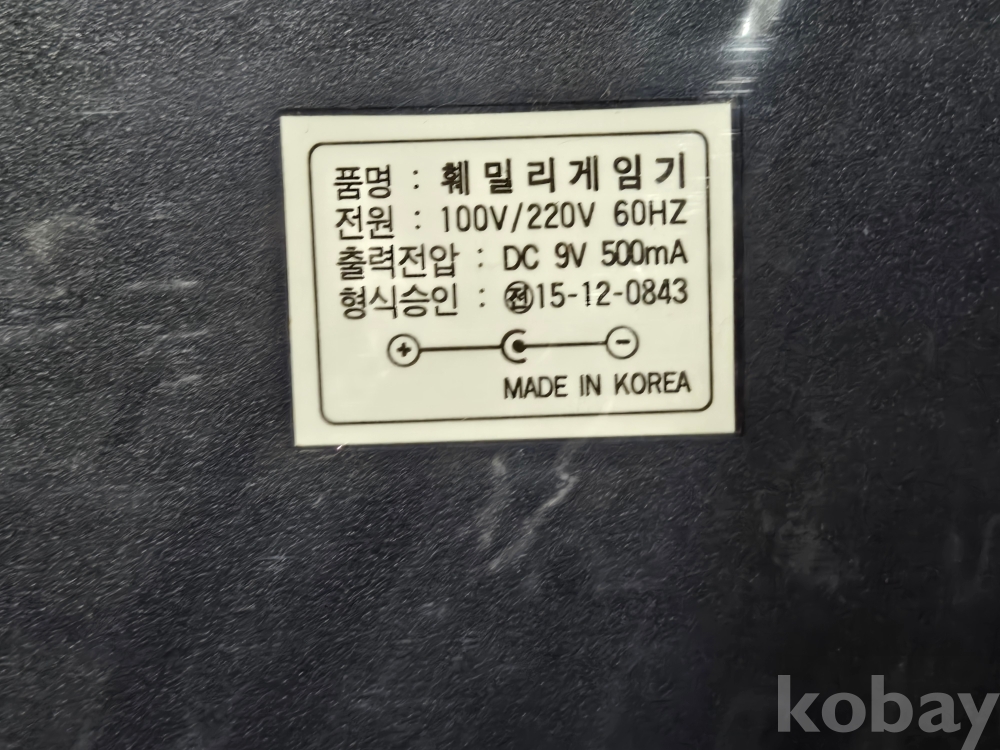 품명 : 훼밀리게임기
전원 : 100V/220V 60HZ
출력전압 : DC 9V 500mA
형식승인 : ㉠15-12-0843
MADE IN KOREA
kobay